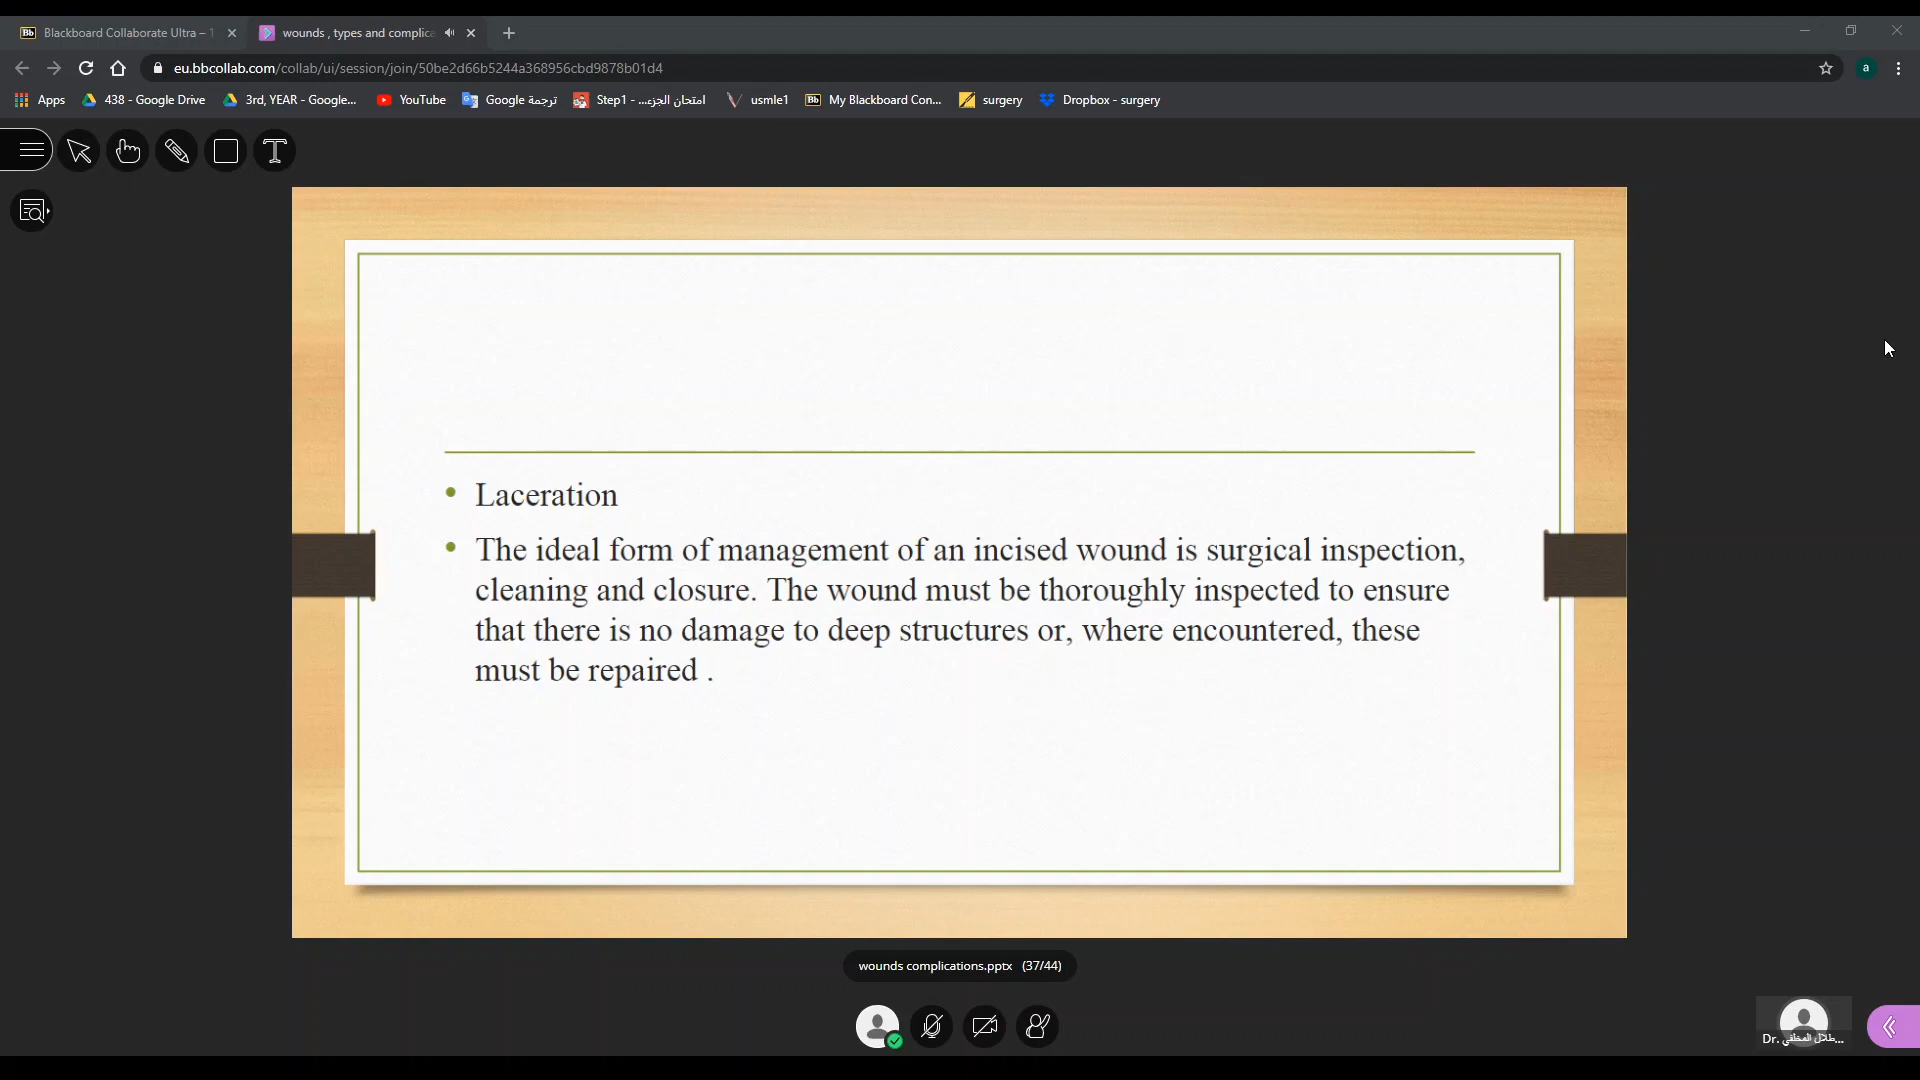 Blackboard Collaborate Ultra –
wounds , types and complica
eu.bbcollab.com/collab/ui/session/join/50be2d66b5244a368956cbd9878b01d4
Apps
438 - Google Drive
3rd, YEAR - Google...
YouTube
ترجمة Google
Step1 - ...امتحان الجزء
usmle1
Bb
My Blackboard Con...
surgery
Dropbox - surgery
a
T
• Laceration
• The ideal form of management of an incised wound is surgical inspection,
cleaning and closure. The wound must be thoroughly inspected to ensure
that there is no damage to deep structures or, where encountered, these
must be repaired .
wounds complications.pptx (37/44)
Dr. طلال